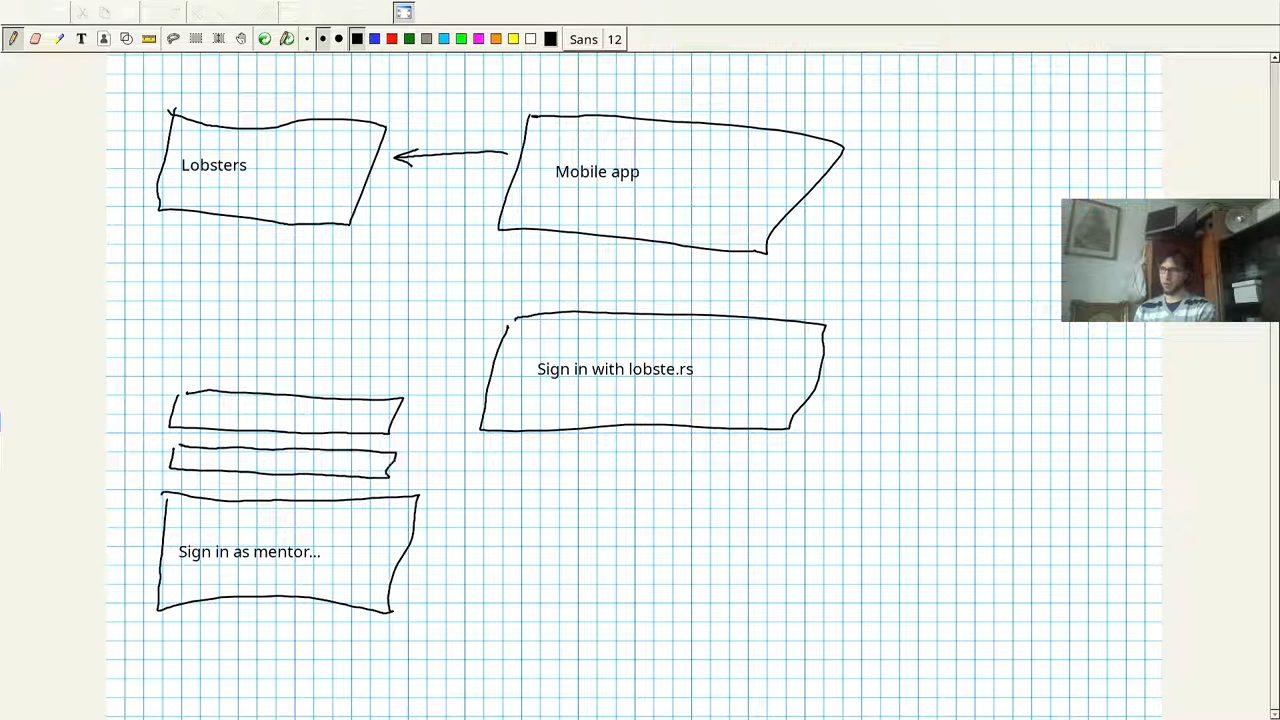 T Sans 12
Lobsters
Mobile app
Sign in with lobste.rs
Sign in as mentor...